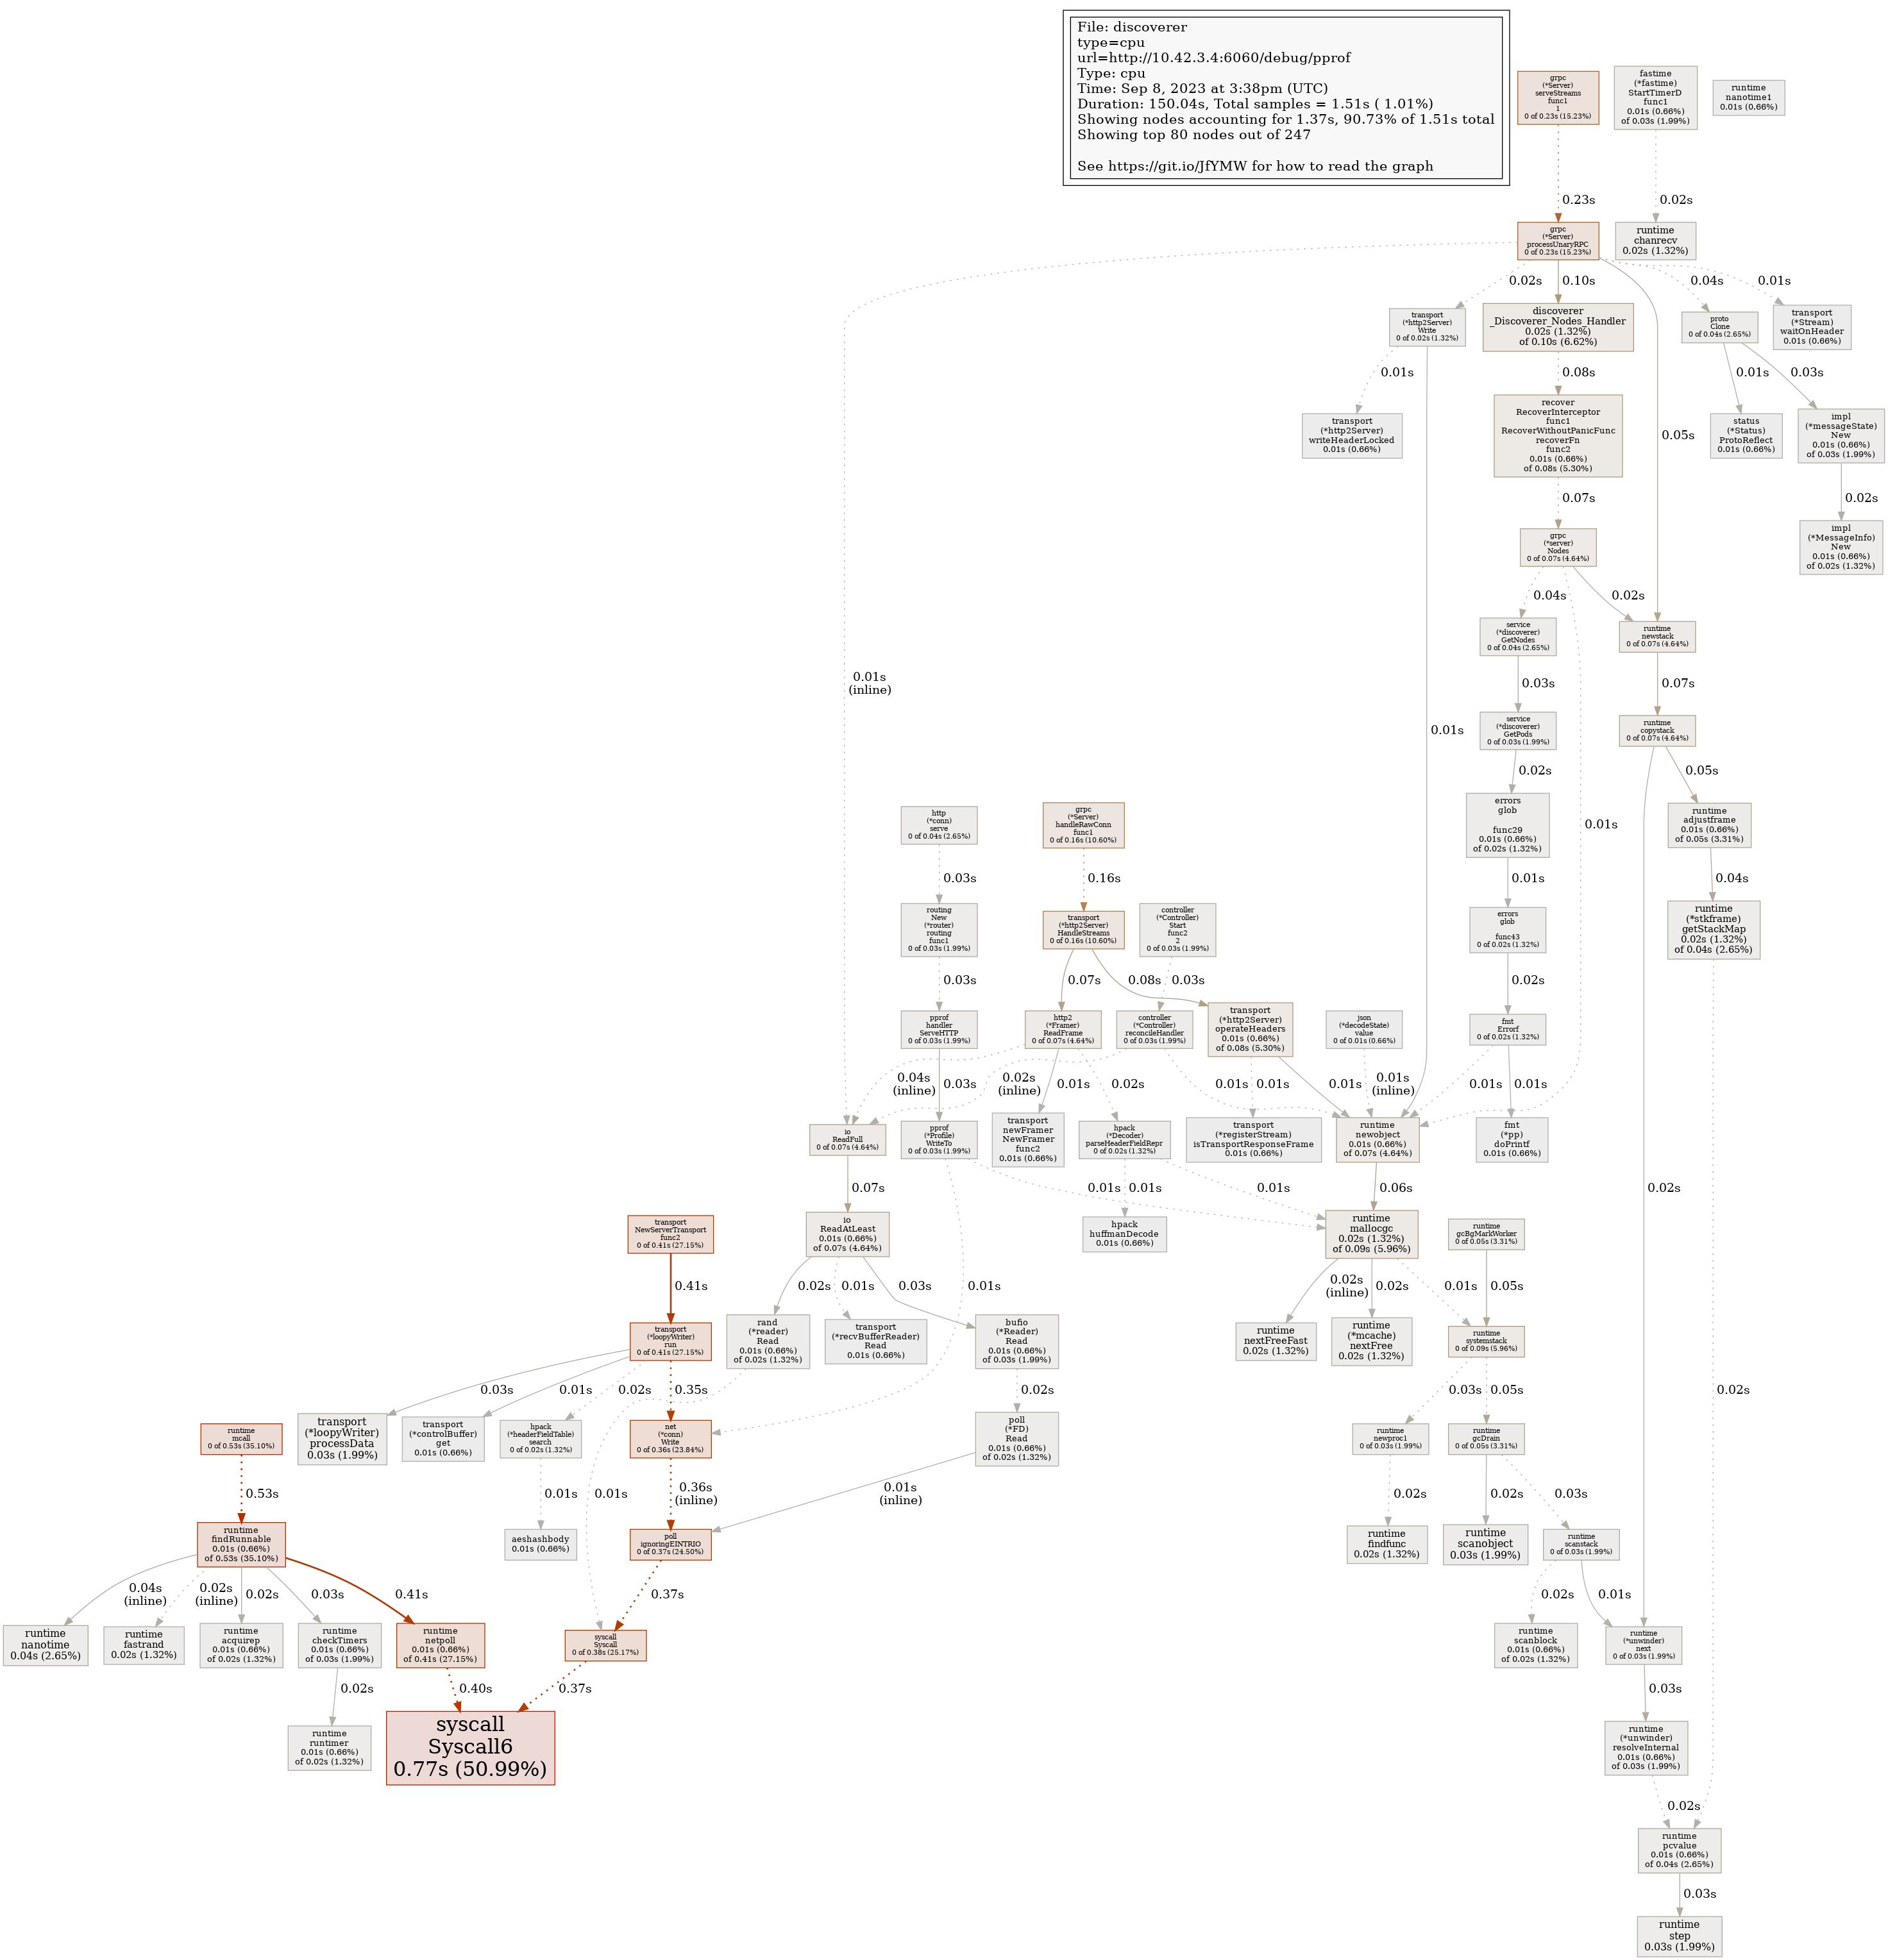 File: discoverer
type=cpu
url=http://10.42.3.4:6060/debug/pprof
Type: cpu
Time: Sep 8, 2023 at 3:38pm (UTC)
Duration: 150.04s, Total samples = 1.51s ( 1.01%)
Showing nodes accounting for 1.37s, 90.73% of 1.51s total
Showing top 80 nodes out of 247
See https://git.io/JfYMW for how to read the graph
grpc
(*Server)
serveStreams
func1
1
0 of 0.23s (15.23%)
fastime
(*fastime)
StartTimerD
func1
0.01s (0.66%)
of 0.03s (1.99%)
runtime
nanotime1
0.01s (0.66%)
0.23s
0.02s
grpc
(*Server)
processUnaryRPC
0 of 0.23s (15.23%)
runtime
chanrecv
0.02s (1.32%)
0.02s
0.10s
0.04s
0.01s
transport
(*http2Server)
Write
0 of 0.02s (1.32%)
discoverer
_Discoverer_Nodes_Handler
0.02s (1.32%)
of 0.10s (6.62%)
proto
Clone
0 of 0.04s (2.65%)
transport
(*Stream)
waitOnHeader
0.01s (0.66%)
0.01s
0.08s
0.01s
0.03s
transport
(*http2Server)
writeHeaderLocked
0.01s (0.66%)
recover
RecoverInterceptor
func1
RecoverWithoutPanicFunc
recoverFn
func2
0.01s (0.66%)
of 0.08s (5.30%)
0.05s
status
(*Status)
ProtoReflect
0.01s (0.66%)
impl
(*messageState)
New
0.01s (0.66%)
of 0.03s (1.99%)
0.07s
0.02s
grpc
(*server)
Nodes
0 of 0.07s (4.64%)
impl
(*MessageInfo)
New
0.01s (0.66%)
of 0.02s (1.32%)
0.04s
0.02s
service
(*discoverer)
GetNodes
0 of 0.04s (2.65%)
runtime
newstack
0 of 0.07s (4.64%)
0.01s
(inline)
0.03s
0.07s
service
(*discoverer)
GetPods
0 of 0.03s (1.99%)
runtime
copystack
0 of 0.07s (4.64%)
0.01s
0.02s
0.05s
http
(*conn)
serve
0 of 0.04s (2.65%)
grpc
(*Server)
handleRawConn
func1
0 of 0.16s (10.60%)
errors
glob
func29
0.01s (0.66%)
of 0.02s (1.32%)
0.01s
runtime
adjustframe
0.01s (0.66%)
of 0.05s (3.31%)
0.03s
0.16s
0.01s
0.04s
routing
New
(*router)
routing
func1
0 of 0.03s (1.99%)
transport
(*http2Server)
HandleStreams
0 of 0.16s (10.60%)
controller
(*Controller)
Start
func2
2
0 of 0.03s (1.99%)
errors
glob
func43
0 of 0.02s (1.32%)
runtime
(*stkframe)
getStackMap
0.02s (1.32%)
of 0.04s (2.65%)
0.03s
0.07s
0.08s
0.03s
0.02s
pprof
handler
ServeHTTP
0 of 0.03s (1.99%)
http2
(*Framer)
ReadFrame
0 of 0.07s (4.64%)
controller
(*Controller)
reconcileHandler
0 of 0.03s (1.99%)
transport
(*http2Server)
operateHeaders
0.01s (0.66%)
of 0.08s (5.30%)
json
(*decodeState)
value
0 of 0.01s (0.66%)
fmt
Errorf
0 of 0.02s (1.32%)
0.04s
(inline)
0.03s
0.02s
(inline)
0.01s
0.02s
0.01s
0.01s
0.01s
0.01s
(inline)
0.01s
0.01s
io
ReadFull
0 of 0.07s (4.64%)
pprof
(*Profile)
WriteTo
0 of 0.03s (1.99%)
transport
newFramer
NewFramer
func2
0.01s (0.66%)
hpack
(*Decoder)
parseHeaderFieldRepr
0 of 0.02s (1.32%)
transport
(*registerStream)
isTransportResponseFrame
0.01s (0.66%)
runtime
newobject
0.01s (0.66%)
of 0.07s (4.64%)
fmt
(*pp)
doPrintf
0.01s (0.66%)
0.07s
0.01s
0.01s
0.01s
0.06s
0.02s
transport
NewServerTransport
func2
0 of 0.41s (27.15%)
io
ReadAtLeast
0.01s (0.66%)
of 0.07s (4.64%)
hpack
huffmanDecode
0.01s (0.66%)
runtime
mallocgc
0.02s (1.32%)
of 0.09s (5.96%)
runtime
gcBgMarkWorker
0 of 0.05s (3.31%)
0.41s
0.02s
0.01s
0.03s
0.01s
0.02s
(inline)
0.02s
0.01s
0.05s
transport
(*loopyWriter)
run
0 of 0.41s (27.15%)
rand
(*reader)
Read
0.01s (0.66%)
of 0.02s (1.32%)
transport
(*recvBufferReader)
Read
0.01s (0.66%)
bufio
(*Reader)
Read
0.01s (0.66%)
of 0.03s (1.99%)
runtime
nextFreeFast
0.02s (1.32%)
runtime
(*mcache)
nextFree
0.02s (1.32%)
runtime
systemstack
0 of 0.09s (5.96%)
0.03s
0.01s
0.02s
0.35s
0.02s
0.03s
0.05s
0.02s
runtime
mcall
0 of 0.53s (35.10%)
transport
(*loopyWriter)
processData
0.03s (1.99%)
transport
(*controlBuffer)
get
0.01s (0.66%)
hpack
(*headerFieldTable)
search
0 of 0.02s (1.32%)
net
(*conn)
Write
0 of 0.36s (23.84%)
poll
(*FD)
Read
0.01s (0.66%)
of 0.02s (1.32%)
runtime
newproc1
0 of 0.03s (1.99%)
runtime
gcDrain
0 of 0.05s (3.31%)
0.53s
0.01s
0.01s
0.36s
(inline)
0.01s
(inline)
0.02s
0.02s
0.03s
runtime
findRunnable
0.01s (0.66%)
of 0.53s (35.10%)
aeshashbody
0.01s (0.66%)
poll
ignoringEINTRIO
0 of 0.37s (24.50%)
runtime
findfunc
0.02s (1.32%)
runtime
scanobject
0.03s (1.99%)
runtime
scanstack
0 of 0.03s (1.99%)
0.04s
(inline)
0.02s
(inline)
0.02s
0.03s
0.41s
0.37s
0.02s
0.01s
runtime
nanotime
0.04s (2.65%)
runtime
fastrand
0.02s (1.32%)
runtime
acquirep
0.01s (0.66%)
of 0.02s (1.32%)
runtime
checkTimers
0.01s (0.66%)
of 0.03s (1.99%)
runtime
netpoll
0.01s (0.66%)
of 0.41s (27.15%)
syscall
Syscall
0 of 0.38s (25.17%)
runtime
scanblock
0.01s (0.66%)
of 0.02s (1.32%)
runtime
(*unwinder)
next
0 of 0.03s (1.99%)
0.02s
0.40s
0.37s
0.03s
runtime
runtimer
0.01s (0.66%)
of 0.02s (1.32%)
syscall
Syscall6
0.77s (50.99%)
runtime
(*unwinder)
resolveInternal
0.01s (0.66%)
of 0.03s (1.99%)
0.02s
runtime
pcvalue
0.01s (0.66%)
of 0.04s (2.65%)
0.03s
runtime
step
0.03s (1.99%)